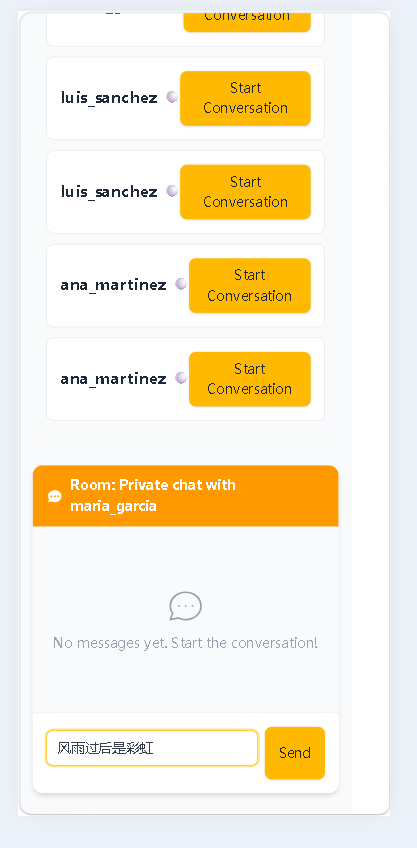 Conversation
luis_sanchez
Start
Conversation
luis_sanchez
Start
Conversation
ana_martinez
Start
Conversation
ana_martinez
Start
Conversation
Room: Private chat with
maria_garcia
No messages yet. Start the conversation!
风雨过后是彩虹
Send